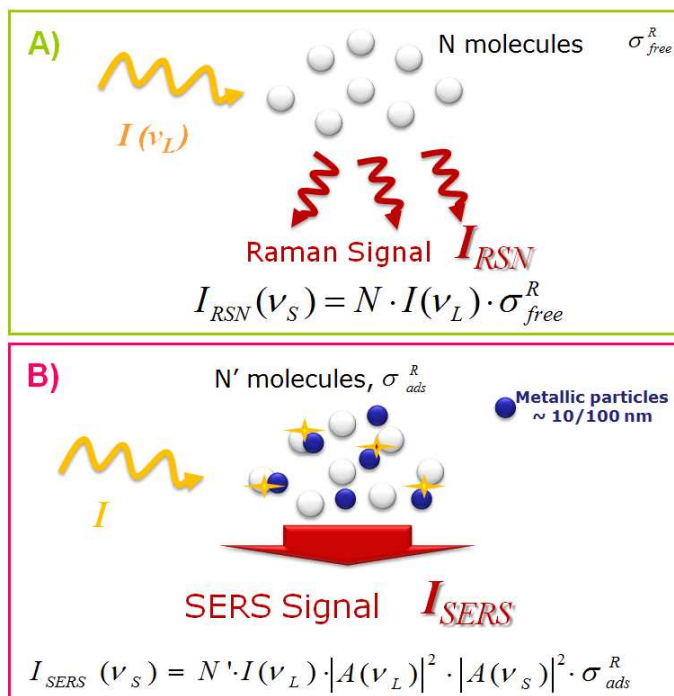 A)
N molecules σ^R_free
I (ν_L)
Raman Signal I_RSN
I_RSN(ν_S) = N · I(ν_L) · σ^R_free
B)
N’ molecules, σ^R_ads
Metallic particles
~ 10/100 nm
I
SERS Signal I_SERS
I_SERS (ν_S) = N '· I(ν_L) · |A(ν_L)|² · |A(ν_S)|² · σ^R_ads